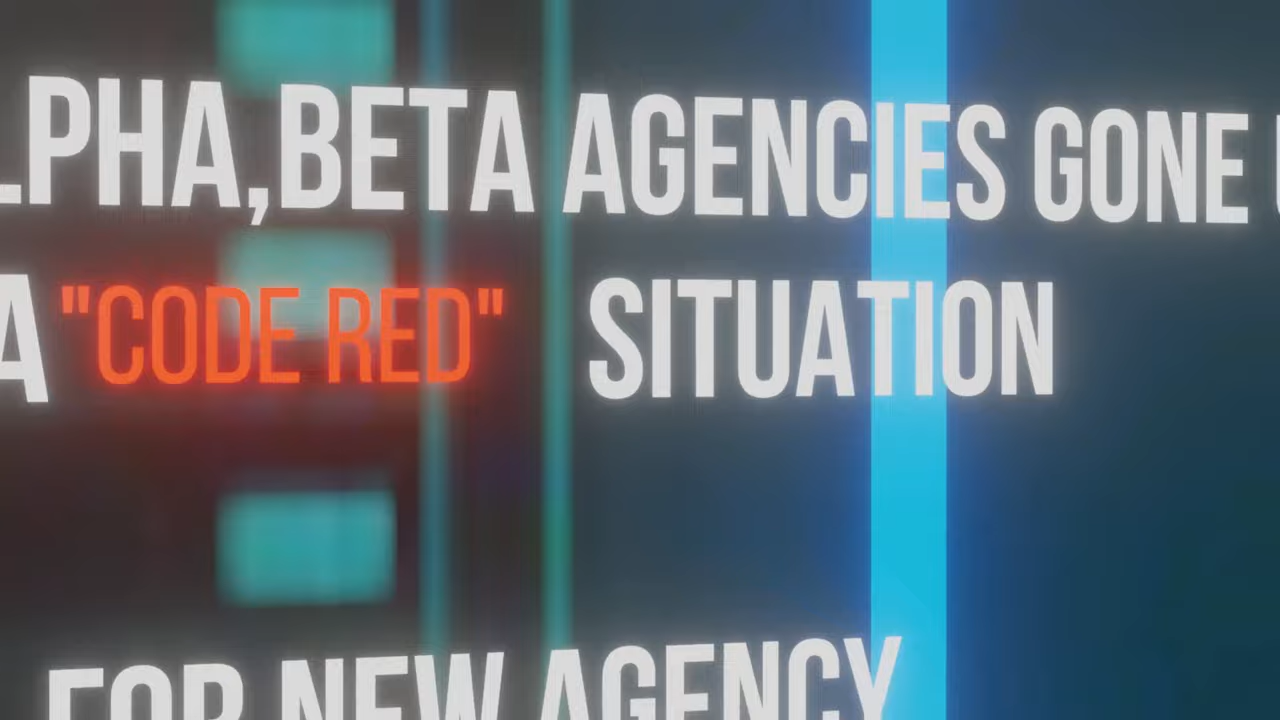 LPHA,BETA AGENCIES GONE
A "CODE RED" SITUATION
FOR NEW AGENCY